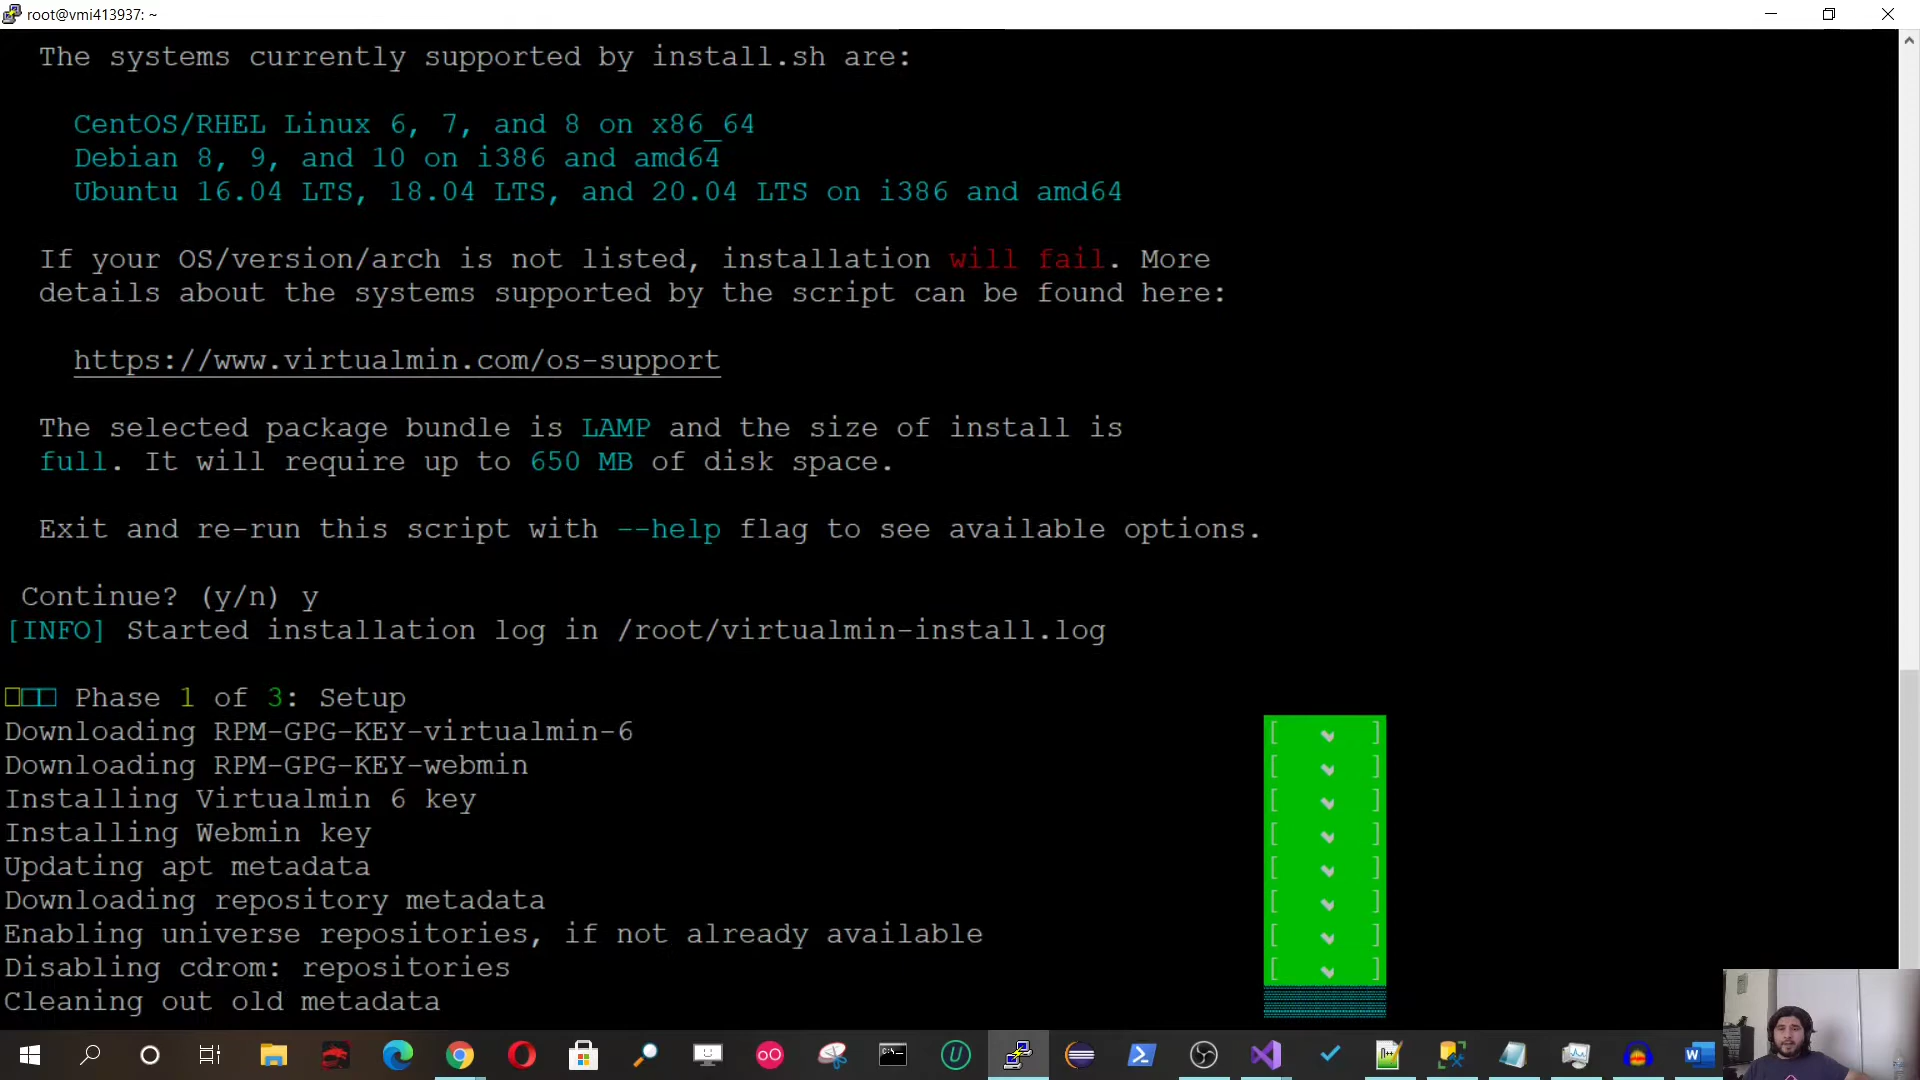 root@vmi413937: ~
The systems currently supported by install.sh are:
CentOS/RHEL Linux 6, 7, and 8 on x86_64
Debian 8, 9, and 10 on i386 and amd64
Ubuntu 16.04 LTS, 18.04 LTS, and 20.04 LTS on i386 and amd64
If your OS/version/arch is not listed, installation will fail. More
details about the systems supported by the script can be found here:
https://www.virtualmin.com/os-support
The selected package bundle is LAMP and the size of install is
full. It will require up to 650 MB of disk space.
Exit and re-run this script with --help flag to see available options.
Continue? (y/n) y
[INFO] Started installation log in /root/virtualmin-install.log
□□□ Phase 1 of 3: Setup
Downloading RPM-GPG-KEY-virtualmin-6 [ ✔ ]
Downloading RPM-GPG-KEY-webmin [ ✔ ]
Installing Virtualmin 6 key [ ✔ ]
Installing Webmin key [ ✔ ]
Updating apt metadata [ ✔ ]
Downloading repository metadata [ ✔ ]
Enabling universe repositories, if not already available [ ✔ ]
Disabling cdrom: repositories [ ✔ ]
Cleaning out old metadata